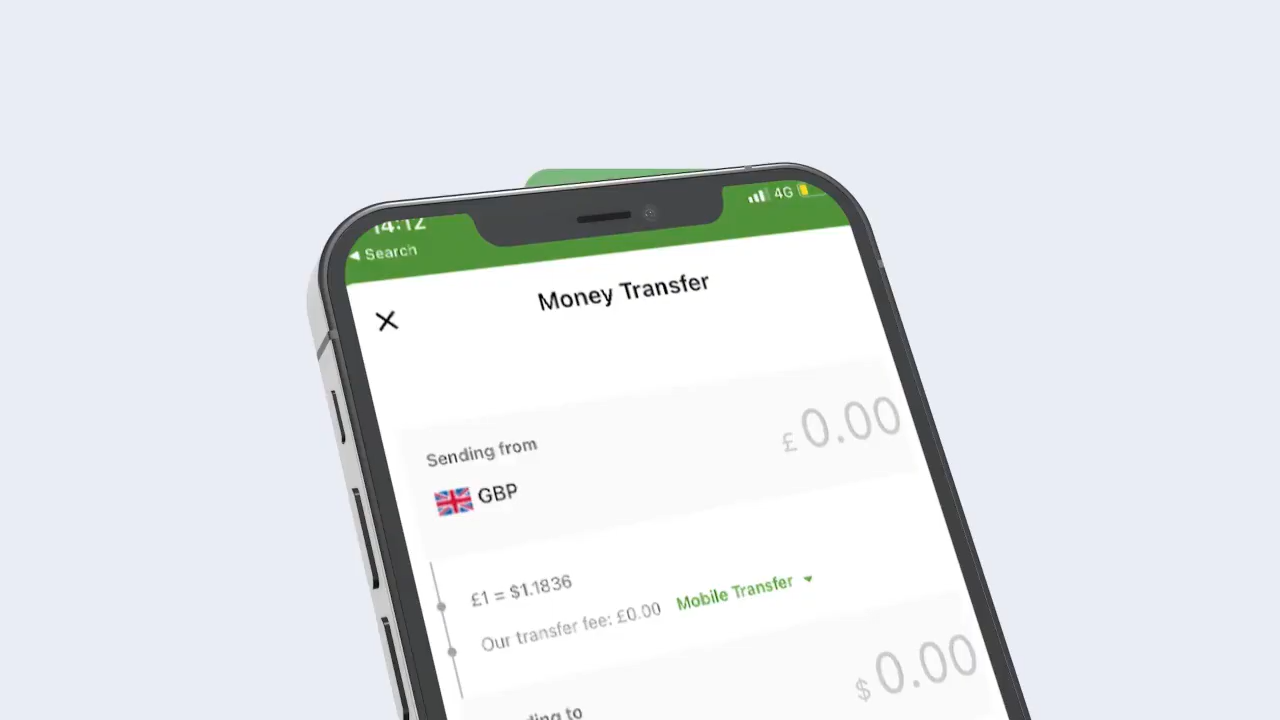 14:12
4G
Search
Money Transfer
Sending from
£ 0.00
GBP
£1 = $1.1836
Our transfer fee: £0.00 Mobile Transfer
$ 0.00
to